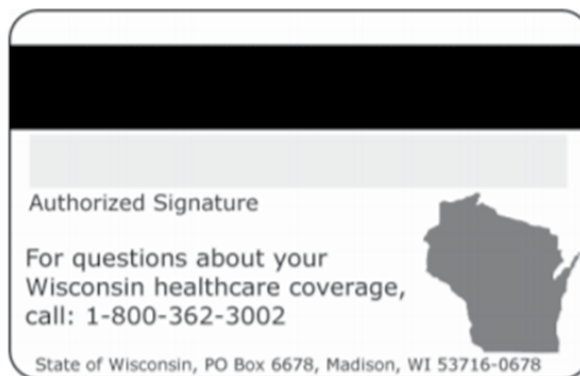 Authorized Signature
For questions about your
Wisconsin healthcare coverage,
call: 1-800-362-3002
State of Wisconsin, PO Box 6678, Madison, WI 53716-0678